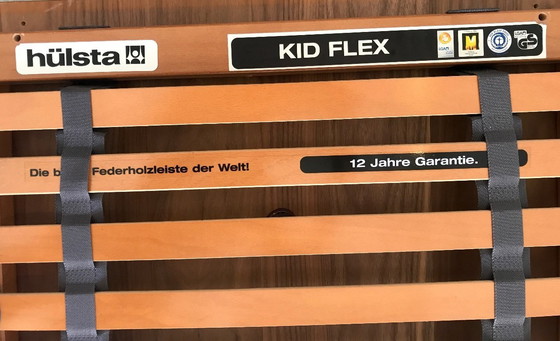 hülsta
KID FLEX
M
Die Federholzleiste der Welt!
12 Jahre Garantie.